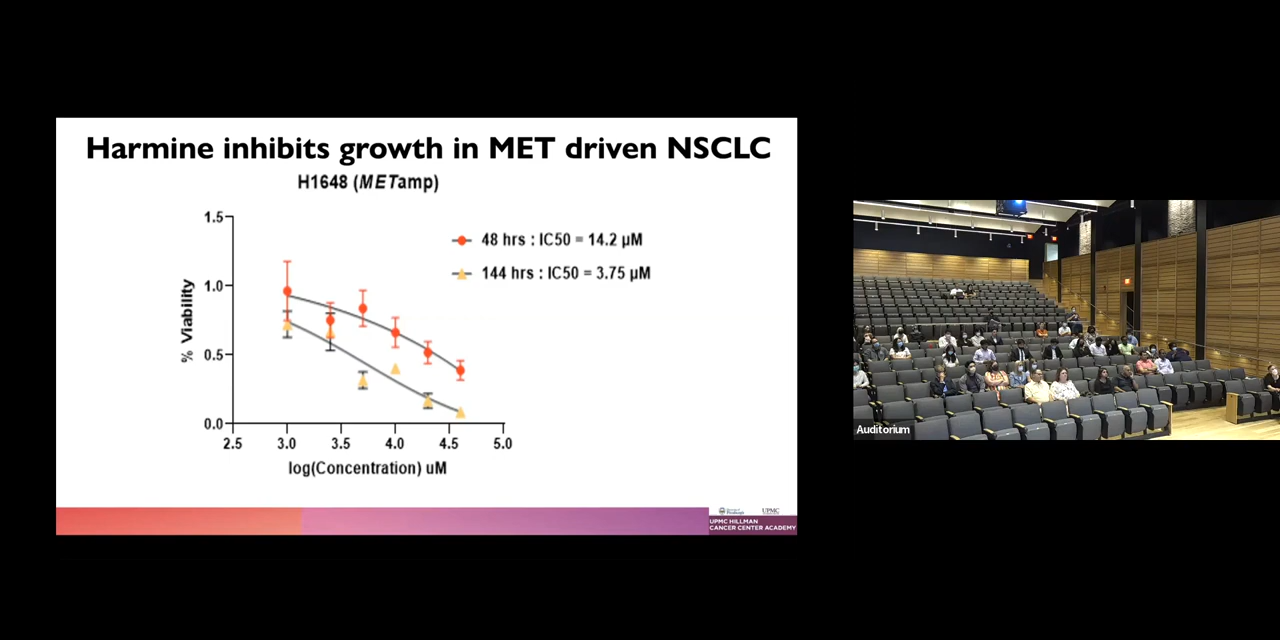 Harmine inhibits growth in MET driven NSCLC
H1648 (METamp)
1.5
1.0
0.5
0.0
% Viability
48 hrs : IC50 = 14.2 µM
144 hrs : IC50 = 3.75 µM
2.5 3.0 3.5 4.0 4.5 5.0
log(Concentration) uM
UPMC
UPMC HILLMAN
CANCER CENTER ACADEMY
Auditorium